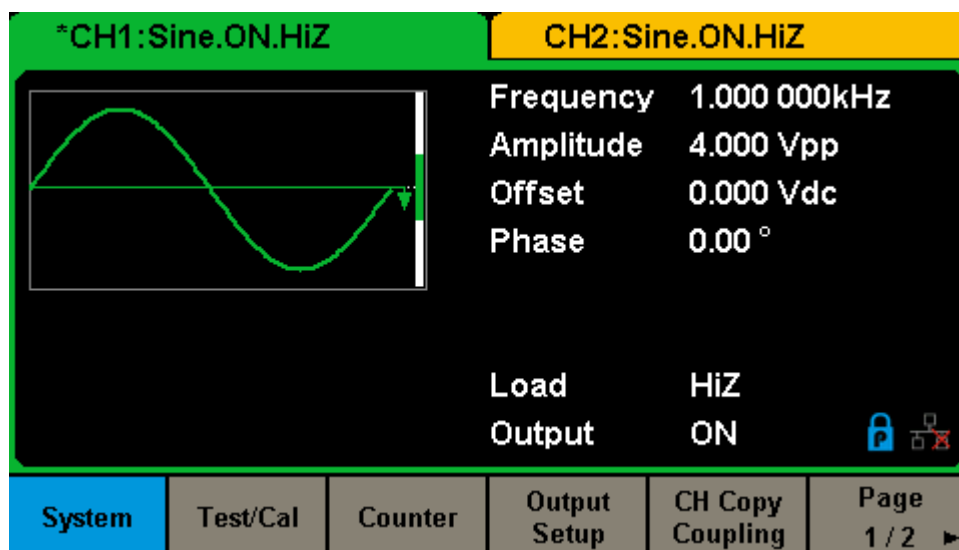 *CH1:Sine.ON.HiZ
CH2:Sine.ON.HiZ
Frequency 1.000 000kHz
Amplitude 4.000 Vpp
Offset 0.000 Vdc
Phase 0.00 °
Load HiZ
Output ON
P
System
Test/Cal
Counter
Output
Setup
CH Copy
Coupling
Page
1 / 2